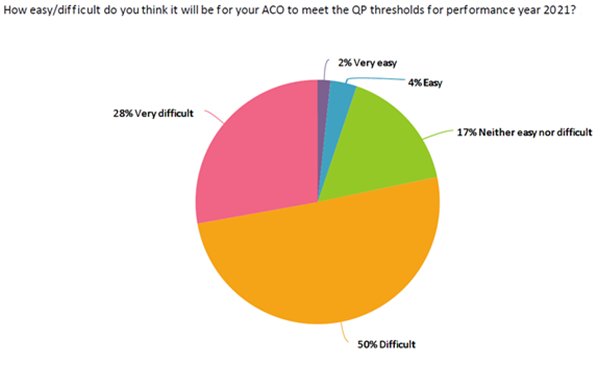 How easy/difficult do you think it will be for your ACO to meet the QP thresholds for performance year 2021?
2% Very easy
4% Easy
28% Very difficult
17% Neither easy nor difficult
50% Difficult